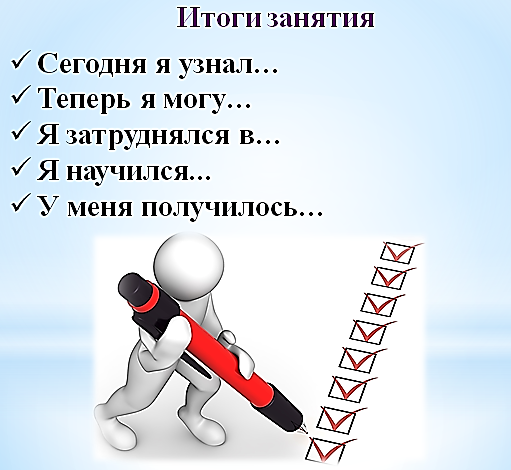 Итоги занятия
Сегодня я узнал…
Теперь я могу…
Я затруднялся в…
Я научился...
У меня получилось…